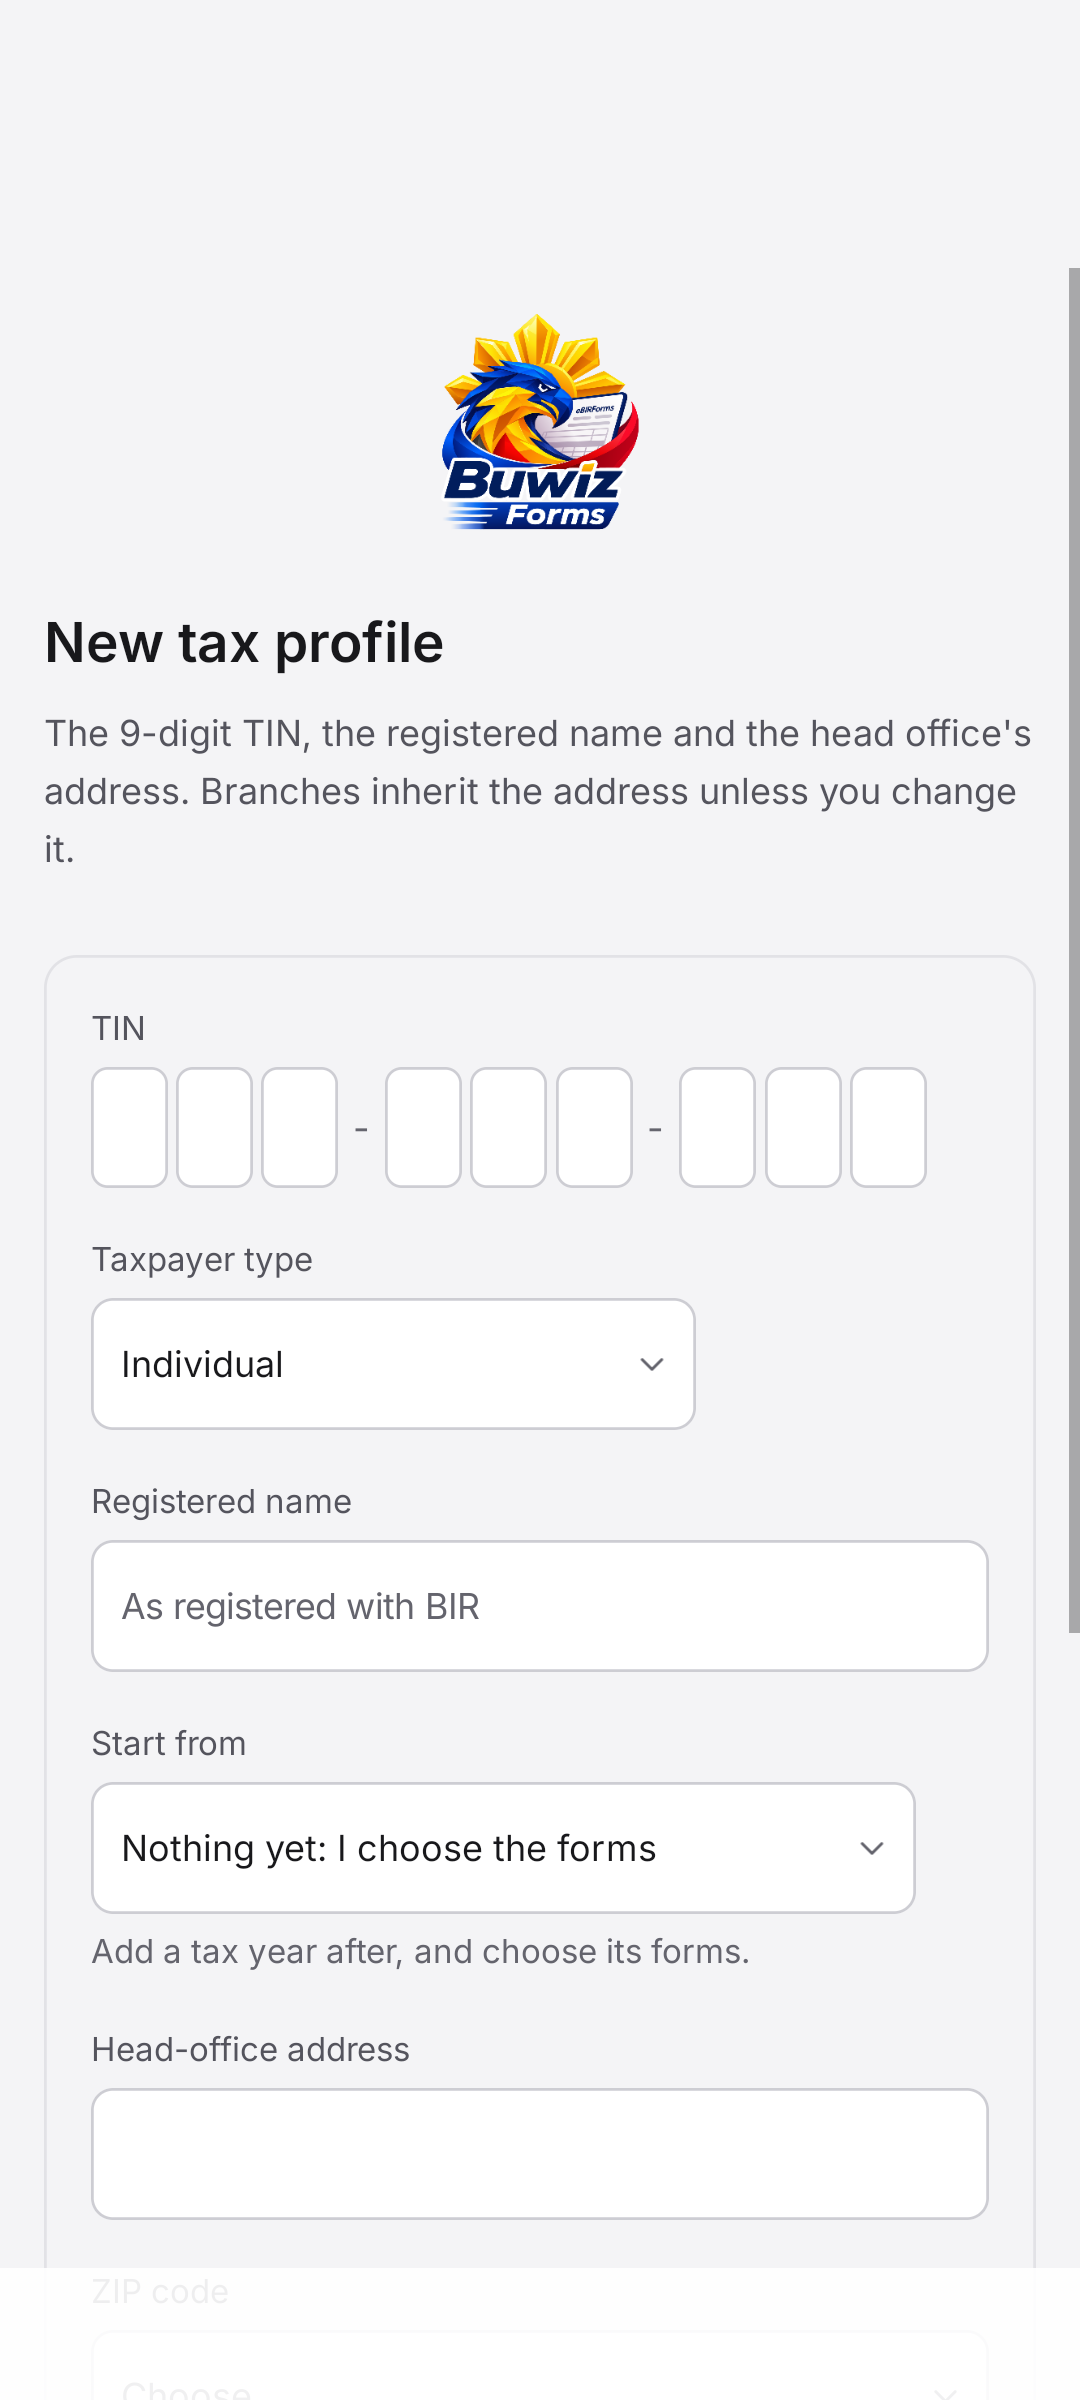 eBIRForms
Buwiz
Forms
New tax profile
The 9-digit TIN, the registered name and the head office's
address. Branches inherit the address unless you change
it.
TIN
- -
Taxpayer type
Individual
Registered name
As registered with BIR
Start from
Nothing yet: I choose the forms
Add a tax year after, and choose its forms.
Head-office address
ZIP code
Choose